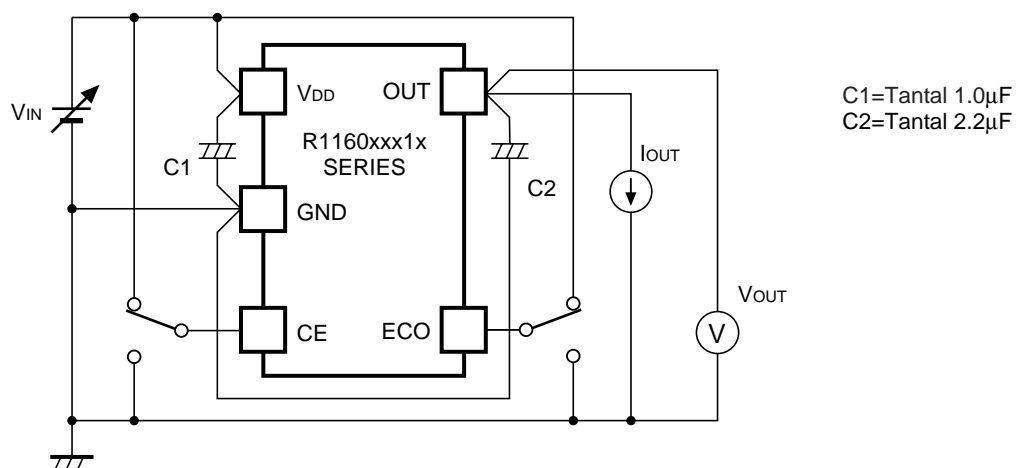 VDD
OUT
VIN
C1=Tantal 1.0μF
C2=Tantal 2.2μF
R1160xxx1x
SERIES
C1
IOUT
C2
GND
VOUT
CE
ECO
V